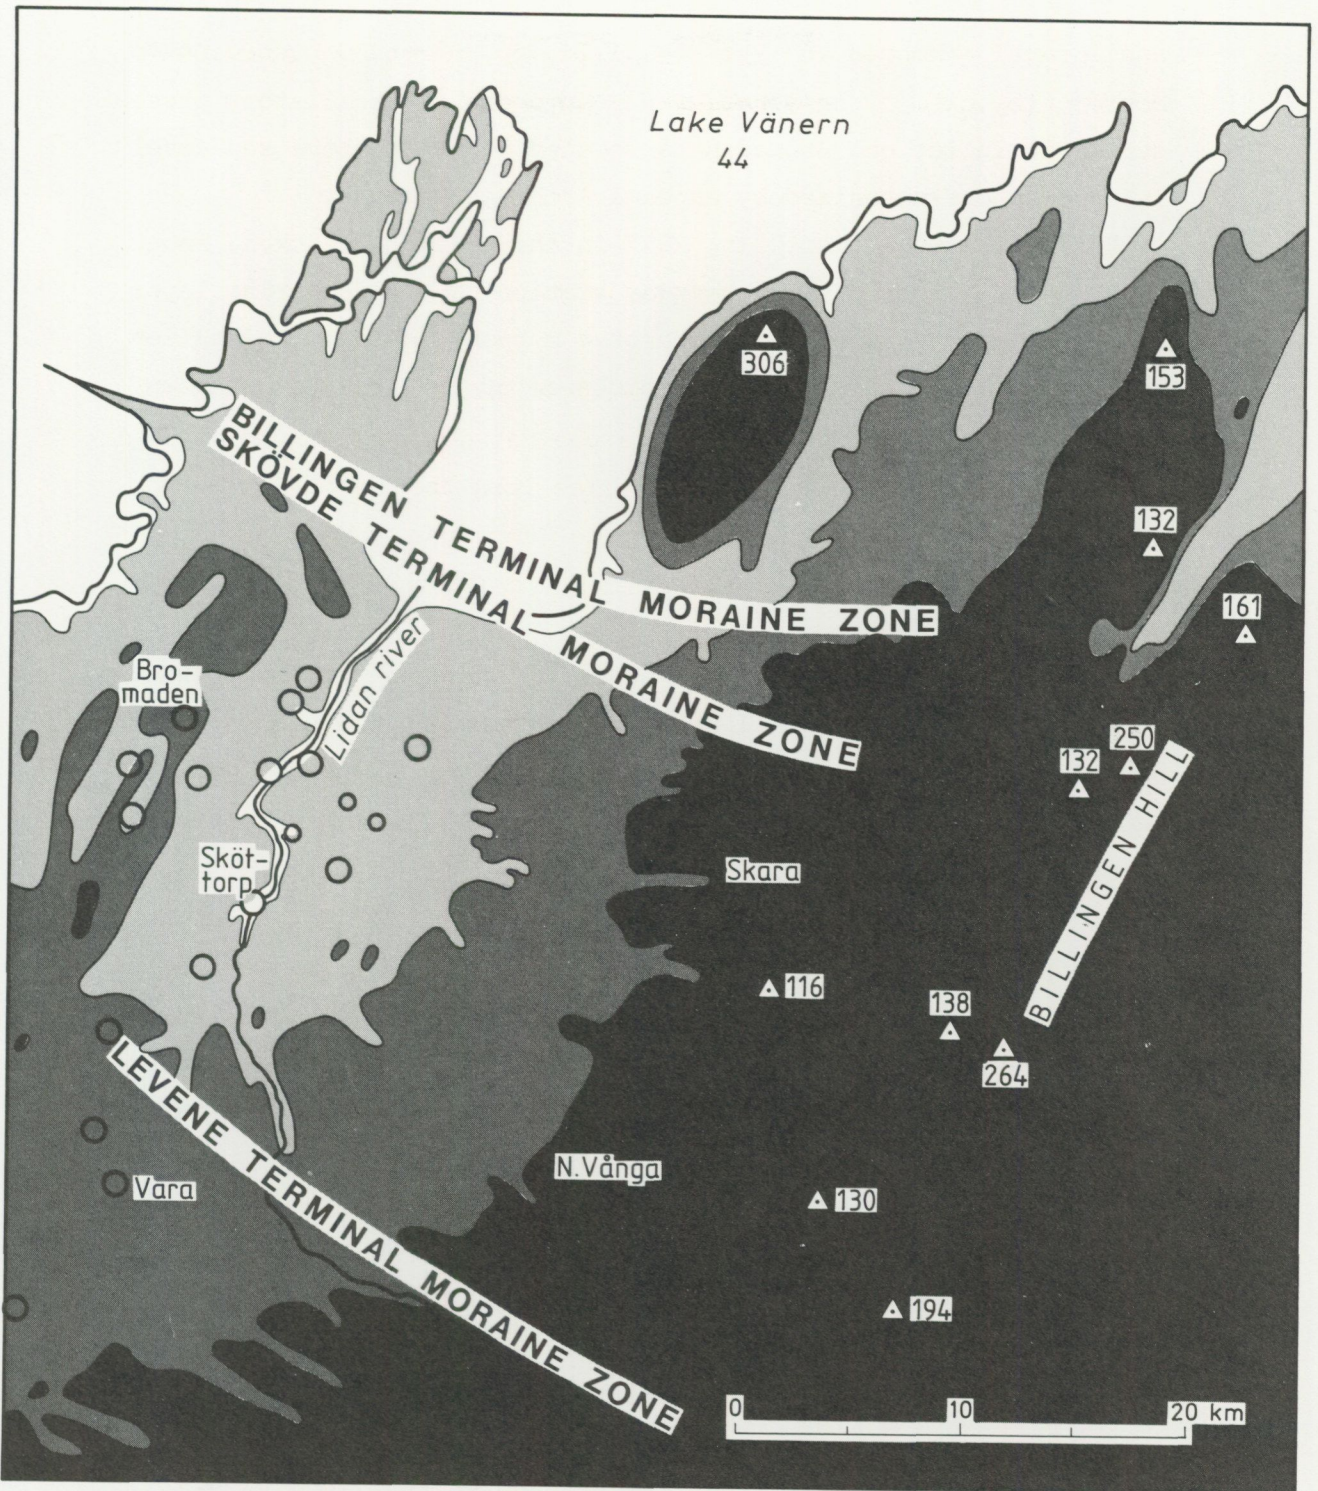 Lake Vänern
44
306
153
BILLINGEN TERMINAL MORAINE ZONE
SKÖVDE TERMINAL MORAINE ZONE
132
161
Lidan river
Bro-
maden
250
132
BILLINGEN HILL
Sköt-
torp
Skara
116
138
264
LEVENE TERMINAL MORAINE ZONE
N.Vånga
Vara
130
194
0 10 20 km